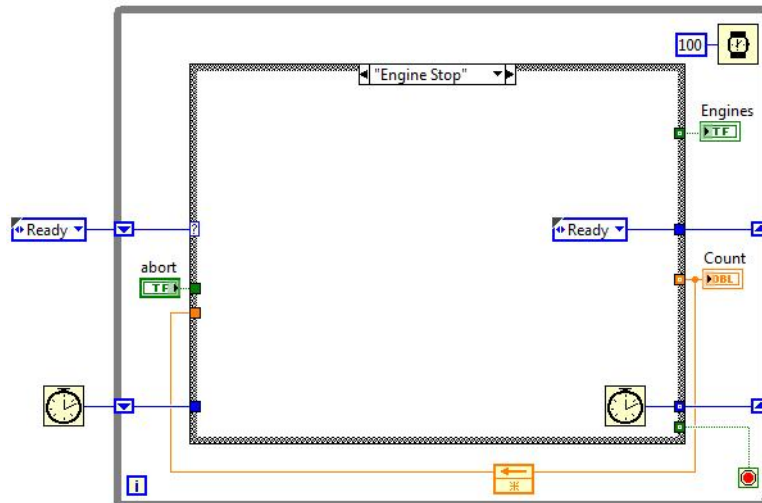 100
"Engine Stop"
Engines
TF
Ready
?
Ready
abort
TF
Count
DBL
i